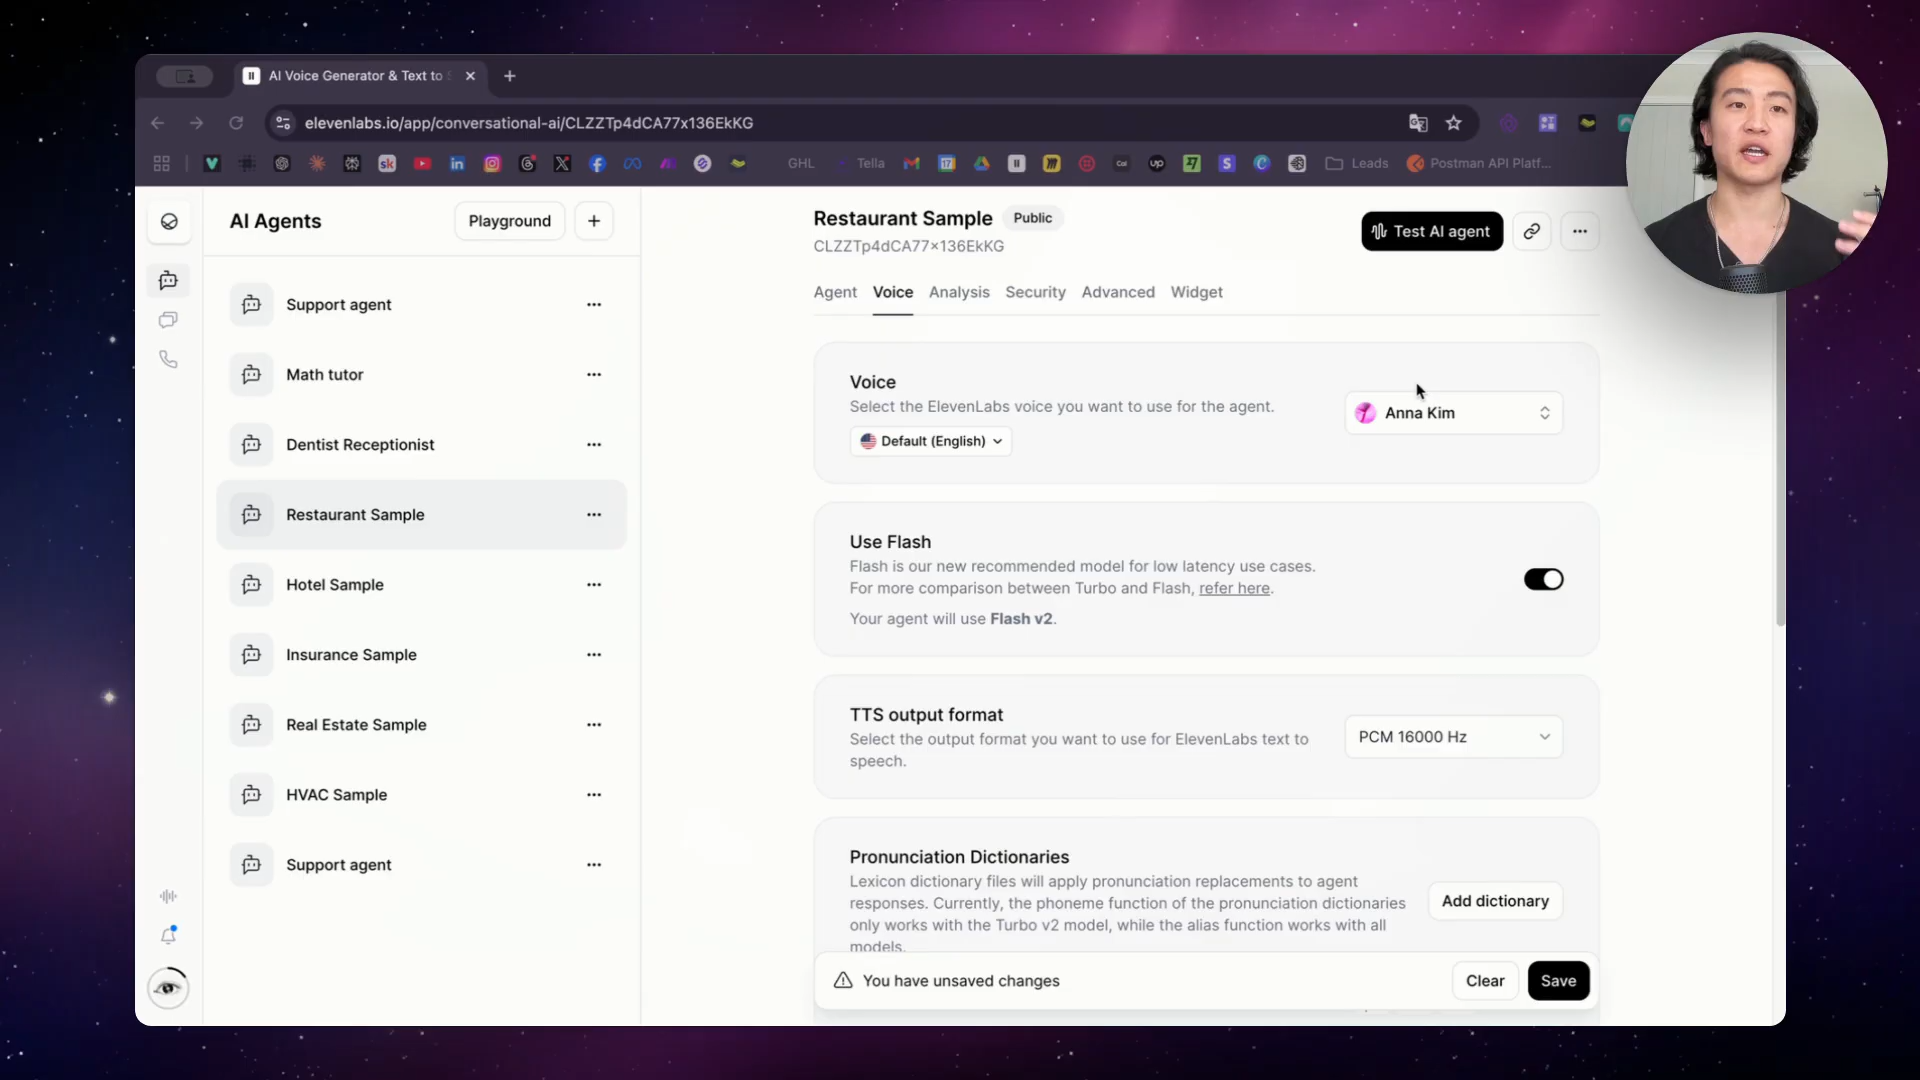 AI Voice Generator & Text to S
elevenlabs.io/app/conversational-ai/CLZZTp4dCA77x136EkKG
GHL
Tella
Leads
Postman API Platf...
AI Agents
Playground
Support agent
Math tutor
Dentist Receptionist
Restaurant Sample
Hotel Sample
Insurance Sample
Real Estate Sample
HVAC Sample
Support agent
Restaurant Sample
Public
CLZZTp4dCA77x136EkKG
Test AI agent
Agent
Voice
Analysis
Security
Advanced
Widget
Voice
Select the ElevenLabs voice you want to use for the agent.
Default (English)
Anna Kim
Use Flash
Flash is our new recommended model for low latency use cases.
For more comparison between Turbo and Flash, refer here.
Your agent will use Flash v2.
TTS output format
Select the output format you want to use for ElevenLabs text to
speech.
PCM 16000 Hz
Pronunciation Dictionaries
Lexicon dictionary files will apply pronunciation replacements to agent
responses. Currently, the phoneme function of the pronunciation dictionaries
only works with the Turbo v2 model, while the alias function works with all
models.
Add dictionary
You have unsaved changes
Clear
Save